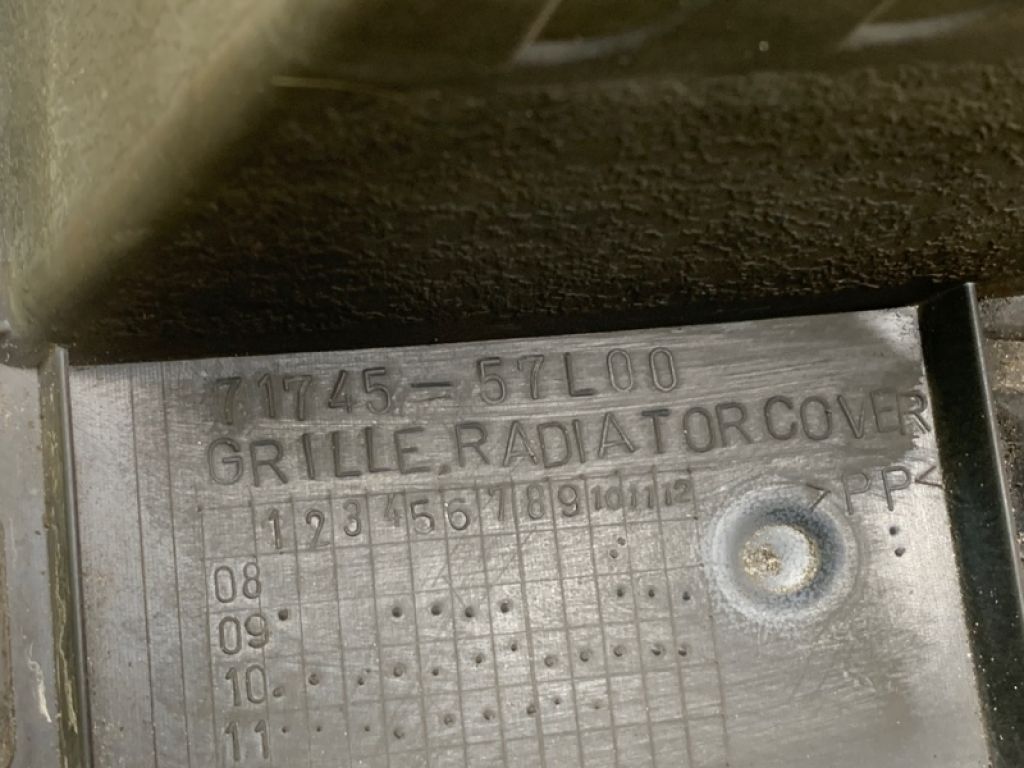 71745-57L00
GRILLE,RADIATOR COVER
>PP<
1 2 3 4 5 6 7 8 9 10 11 12
08
09
10
11